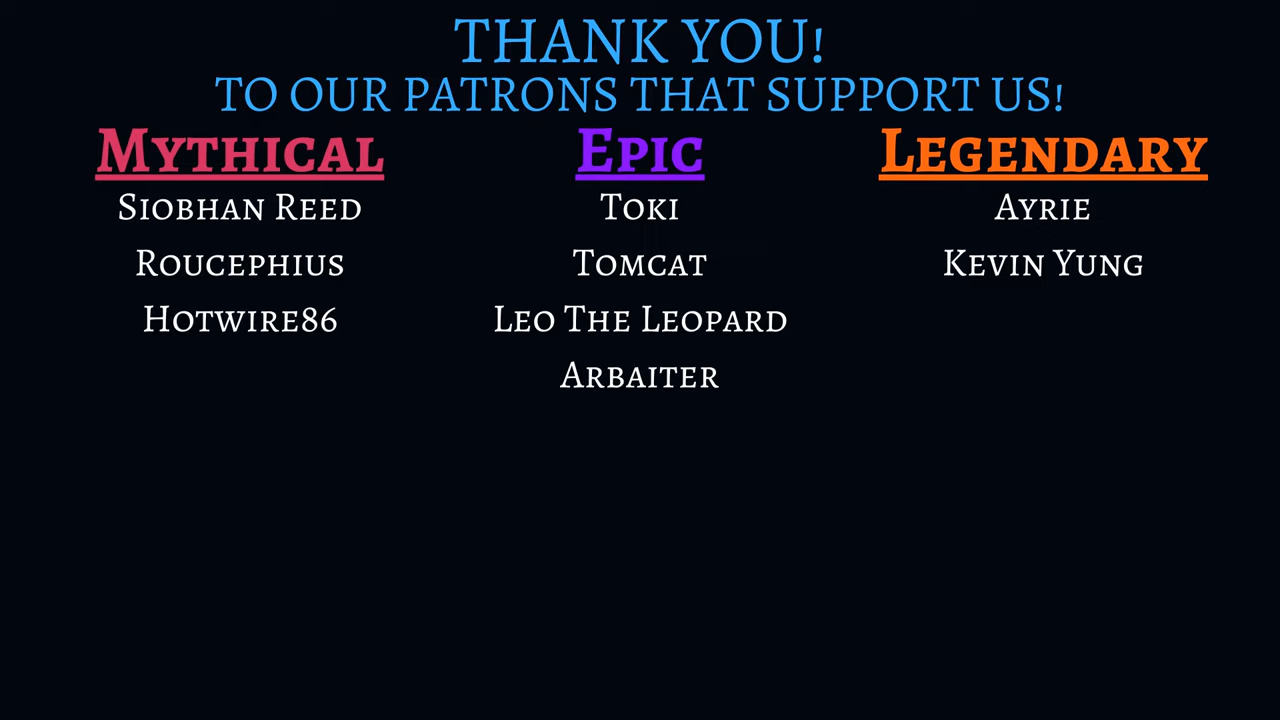 THANK YOU!
TO OUR PATRONS THAT SUPPORT US!
Mythical
Siobhan Reed
Roucephius
Hotwire86
Epic
Toki
Tomcat
Leo The Leopard
Arbaiter
Legendary
Ayrie
Kevin Yung